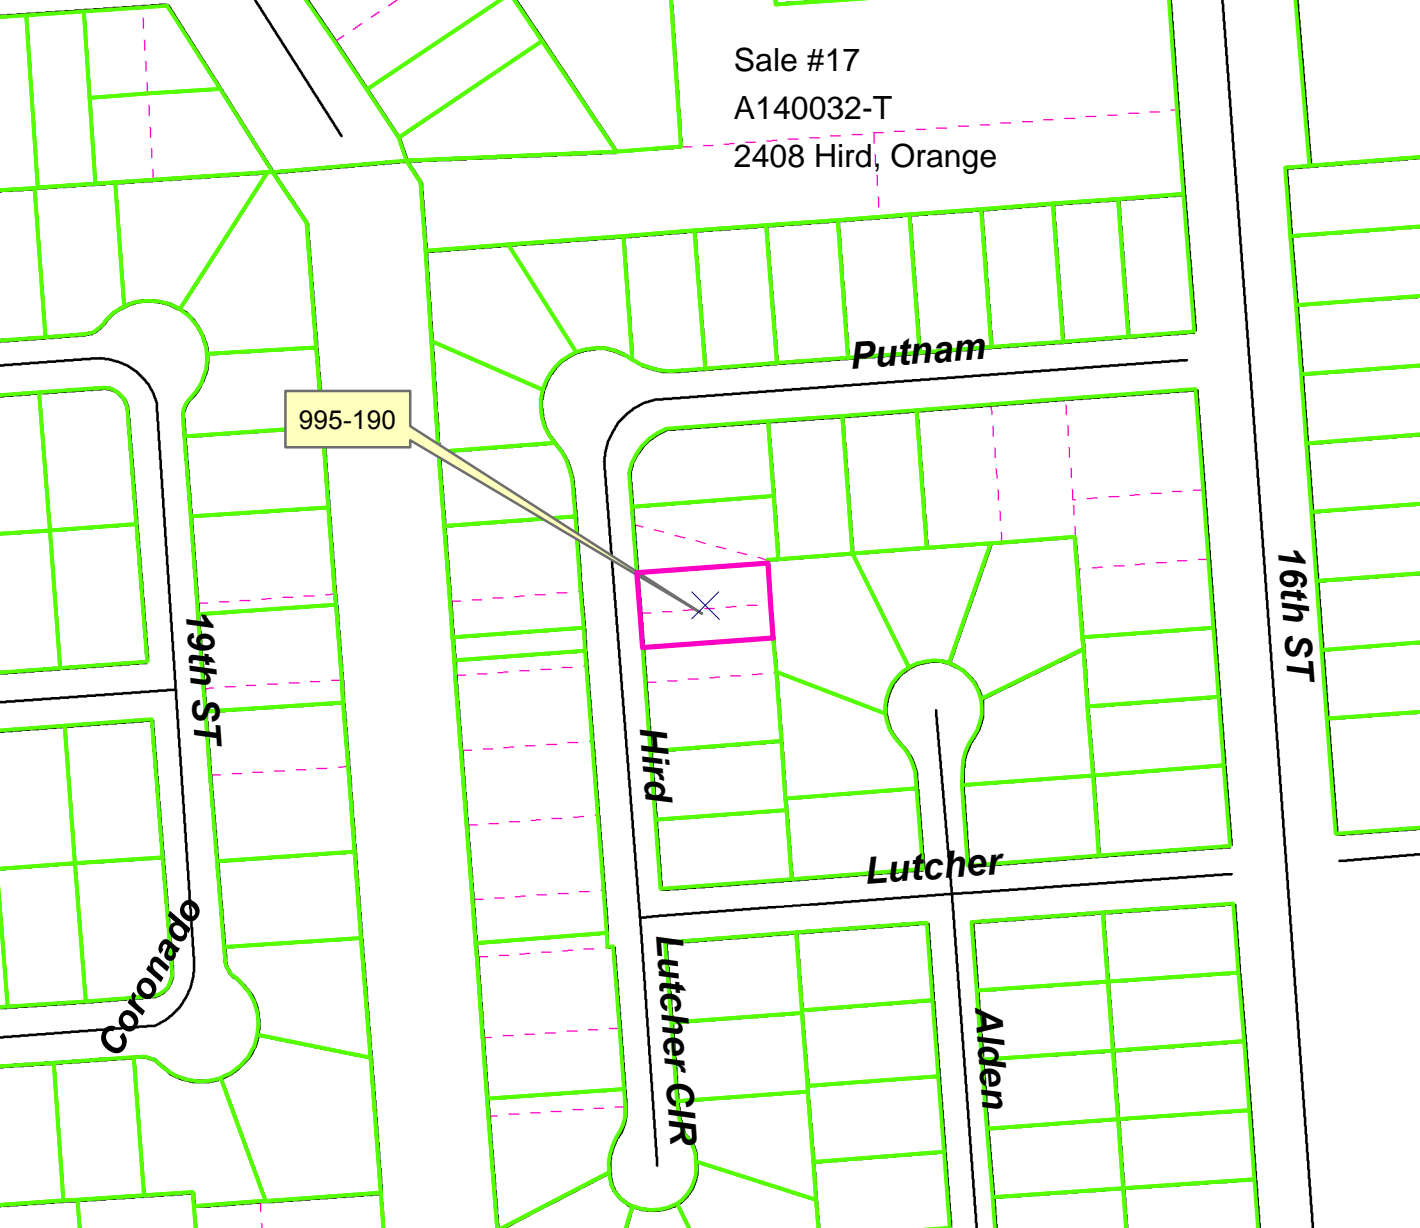 Sale #17
A140032-T
2408 Hird, Orange
Putnam
995-190
16th ST
19th ST
Hird
Lutcher
Coronado
Lutcher CIR
Alden